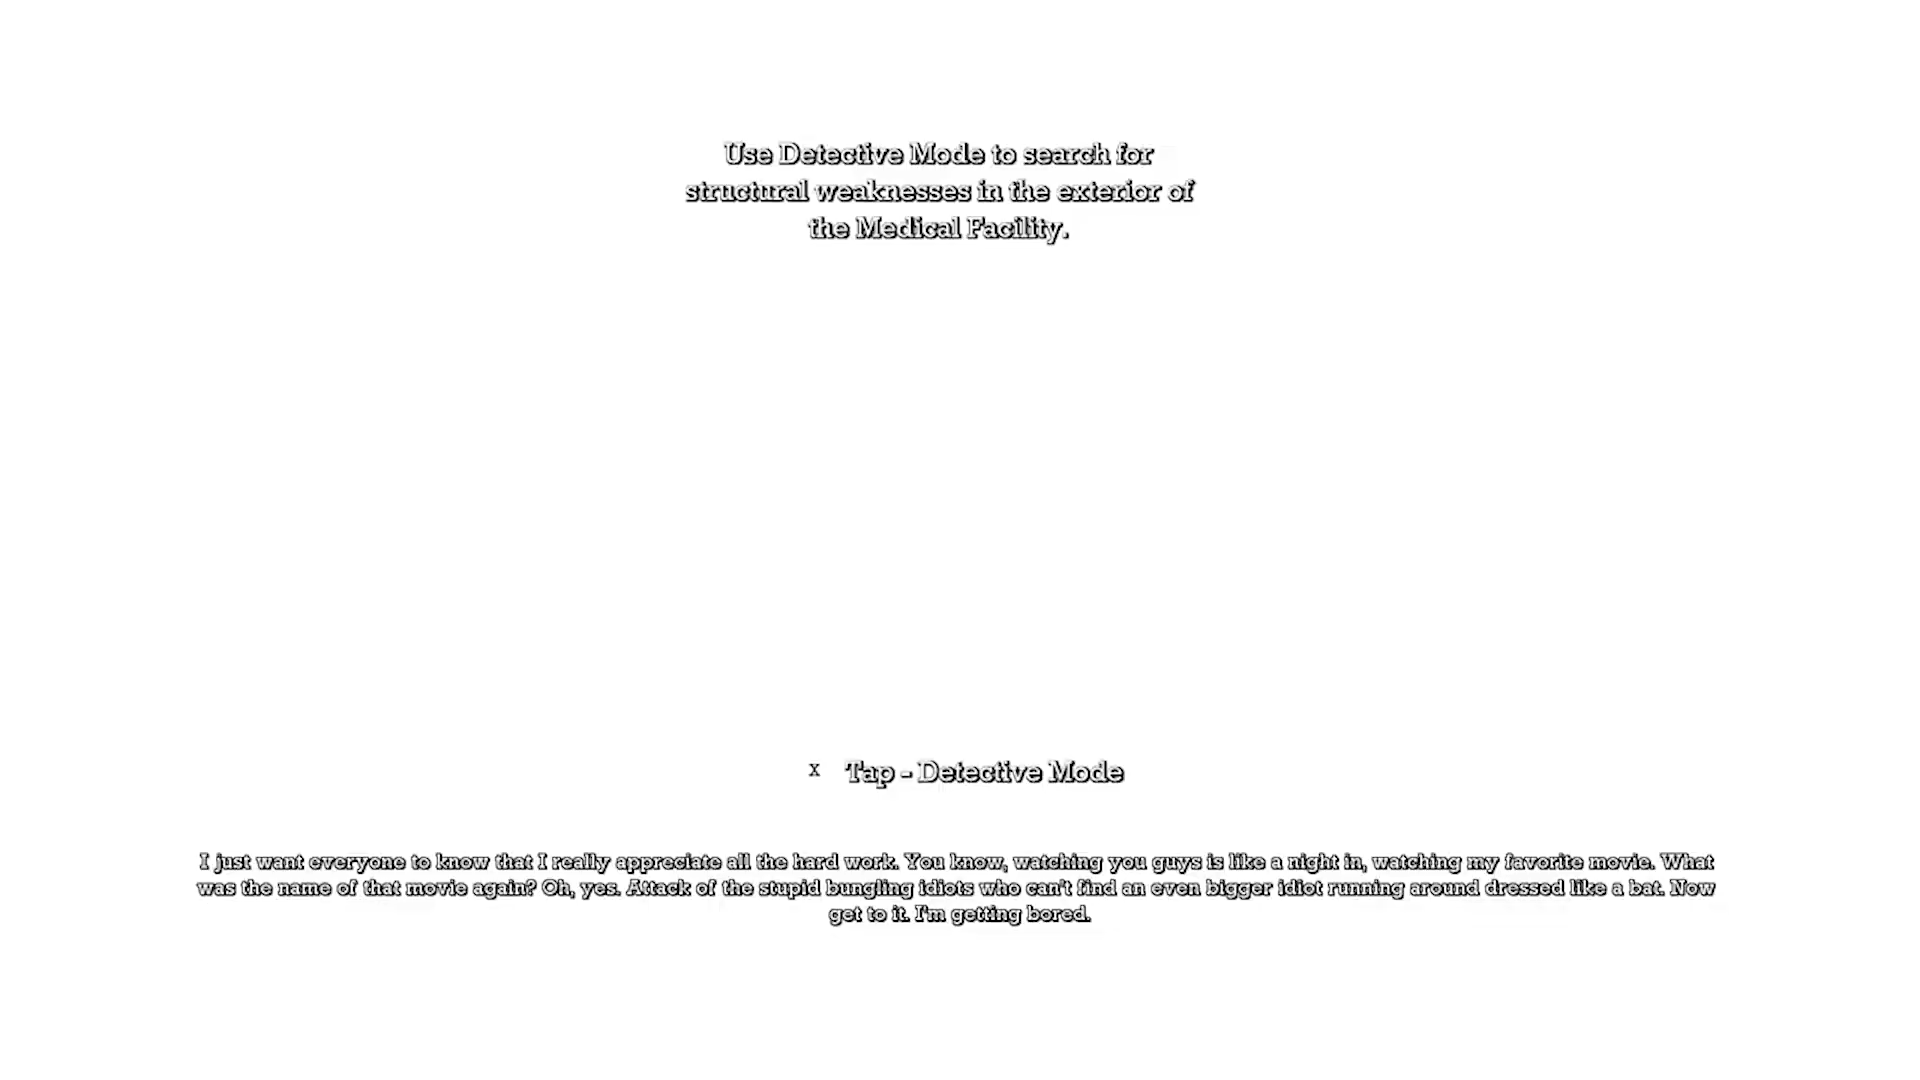 Use Detective Mode to search for
structural weaknesses in the exterior of
the Medical Facility.
X Tap - Detective Mode
I just want everyone to know that I really appreciate all the hard work. You know, watching you guys is like a night in, watching my favorite movie. What
was the name of that movie again? Oh, yes. Attack of the stupid bungling idiots who can't find an even bigger idiot running around dressed like a bat. Now
get to it. I'm getting bored.